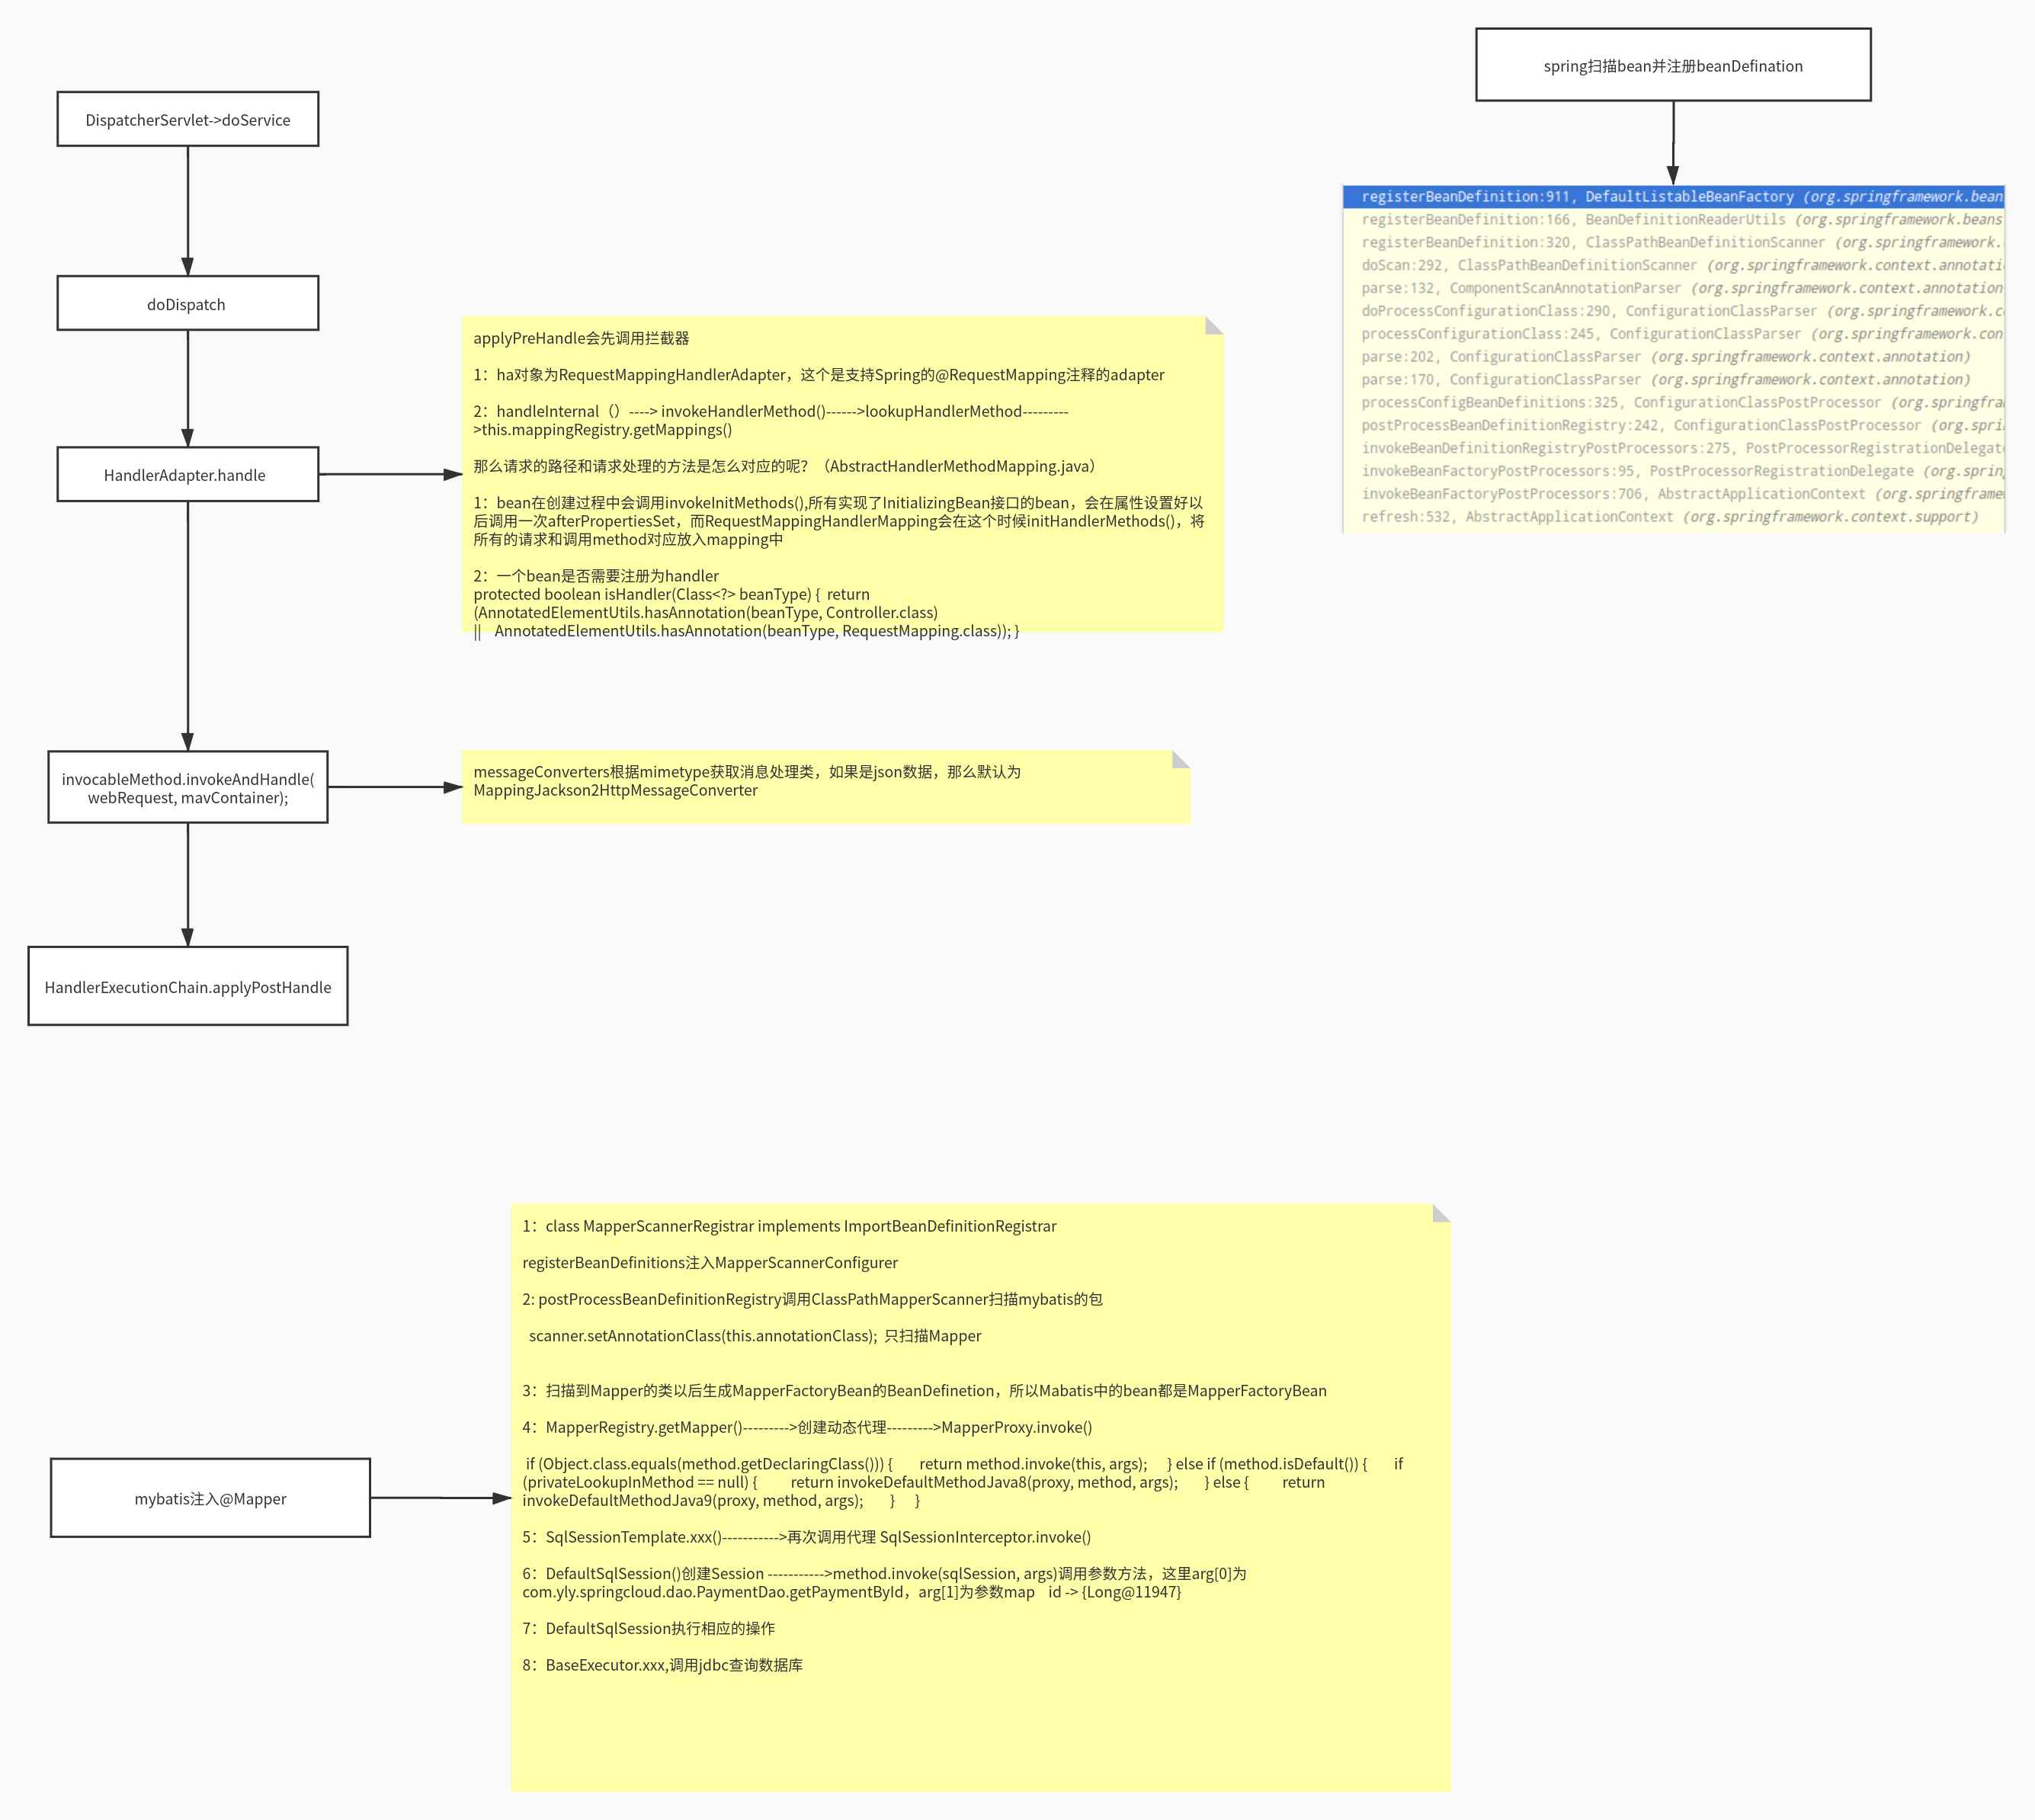 DispatcherServlet->doService
doDispatch
HandlerAdapter.handle
applyPreHandle会先调用拦截器
1：ha对象为RequestMappingHandlerAdapter，这个是支持Spring的@RequestMapping注释的adapter
2：handleInternal（）----> invokeHandlerMethod()------>lookupHandlerMethod---------
>this.mappingRegistry.getMappings()
那么请求的路径和请求处理的方法是怎么对应的呢？（AbstractHandlerMethodMapping.java）
1：bean在创建过程中会调用invokeInitMethods(),所有实现了InitializingBean接口的bean，会在属性设置好以
后调用一次afterPropertiesSet，而RequestMappingHandlerMapping会在这个时候initHandlerMethods()，将
所有的请求和调用method对应放入mapping中
2：一个bean是否需要注册为handler
protected boolean isHandler(Class<?> beanType) {  return
(AnnotatedElementUtils.hasAnnotation(beanType, Controller.class)
||    AnnotatedElementUtils.hasAnnotation(beanType, RequestMapping.class)); }
invocableMethod.invokeAndHandle(
webRequest, mavContainer);
messageConverters根据mimetype获取消息处理类，如果是json数据，那么默认为
MappingJackson2HttpMessageConverter
HandlerExecutionChain.applyPostHandle
spring扫描bean并注册beanDefination
registerBeanDefinition:911, DefaultListableBeanFactory (org.springframework.bean
registerBeanDefinition:166, BeanDefinitionReaderUtils (org.springframework.beans
registerBeanDefinition:320, ClassPathBeanDefinitionScanner (org.springframework.
doScan:292, ClassPathBeanDefinitionScanner (org.springframework.context.annotati
parse:132, ComponentScanAnnotationParser (org.springframework.context.annotation
doProcessConfigurationClass:290, ConfigurationClassParser (org.springframework.c
processConfigurationClass:245, ConfigurationClassParser (org.springframework.con
parse:202, ConfigurationClassParser (org.springframework.context.annotation)
parse:170, ConfigurationClassParser (org.springframework.context.annotation)
processConfigBeanDefinitions:325, ConfigurationClassPostProcessor (org.springfra
postProcessBeanDefinitionRegistry:242, ConfigurationClassPostProcessor (org.spri
invokeBeanDefinitionRegistryPostProcessors:275, PostProcessorRegistrationDelegate
invokeBeanFactoryPostProcessors:95, PostProcessorRegistrationDelegate (org.spring
invokeBeanFactoryPostProcessors:706, AbstractApplicationContext (org.springframew
refresh:532, AbstractApplicationContext (org.springframework.context.support)
mybatis注入@Mapper
1：class MapperScannerRegistrar implements ImportBeanDefinitionRegistrar
registerBeanDefinitions注入MapperScannerConfigurer
2: postProcessBeanDefinitionRegistry调用ClassPathMapperScanner扫描mybatis的包
scanner.setAnnotationClass(this.annotationClass);  只扫描Mapper
3：扫描到Mapper的类以后生成MapperFactoryBean的BeanDefinetion，所以Mabatis中的bean都是MapperFactoryBean
4：MapperRegistry.getMapper()--------->创建动态代理--------->MapperProxy.invoke()
if (Object.class.equals(method.getDeclaringClass())) {        return method.invoke(this, args);      } else if (method.isDefault()) {        if
(privateLookupInMethod == null) {          return invokeDefaultMethodJava8(proxy, method, args);        } else {          return
invokeDefaultMethodJava9(proxy, method, args);        }      }
5：SqlSessionTemplate.xxx()----------->再次调用代理 SqlSessionInterceptor.invoke()
6：DefaultSqlSession()创建Session ----------->method.invoke(sqlSession, args)调用参数方法，这里arg[0]为
com.yly.springcloud.dao.PaymentDao.getPaymentById，arg[1]为参数map    id -> {Long@11947}
7：DefaultSqlSession执行相应的操作
8：BaseExecutor.xxx,调用jdbc查询数据库